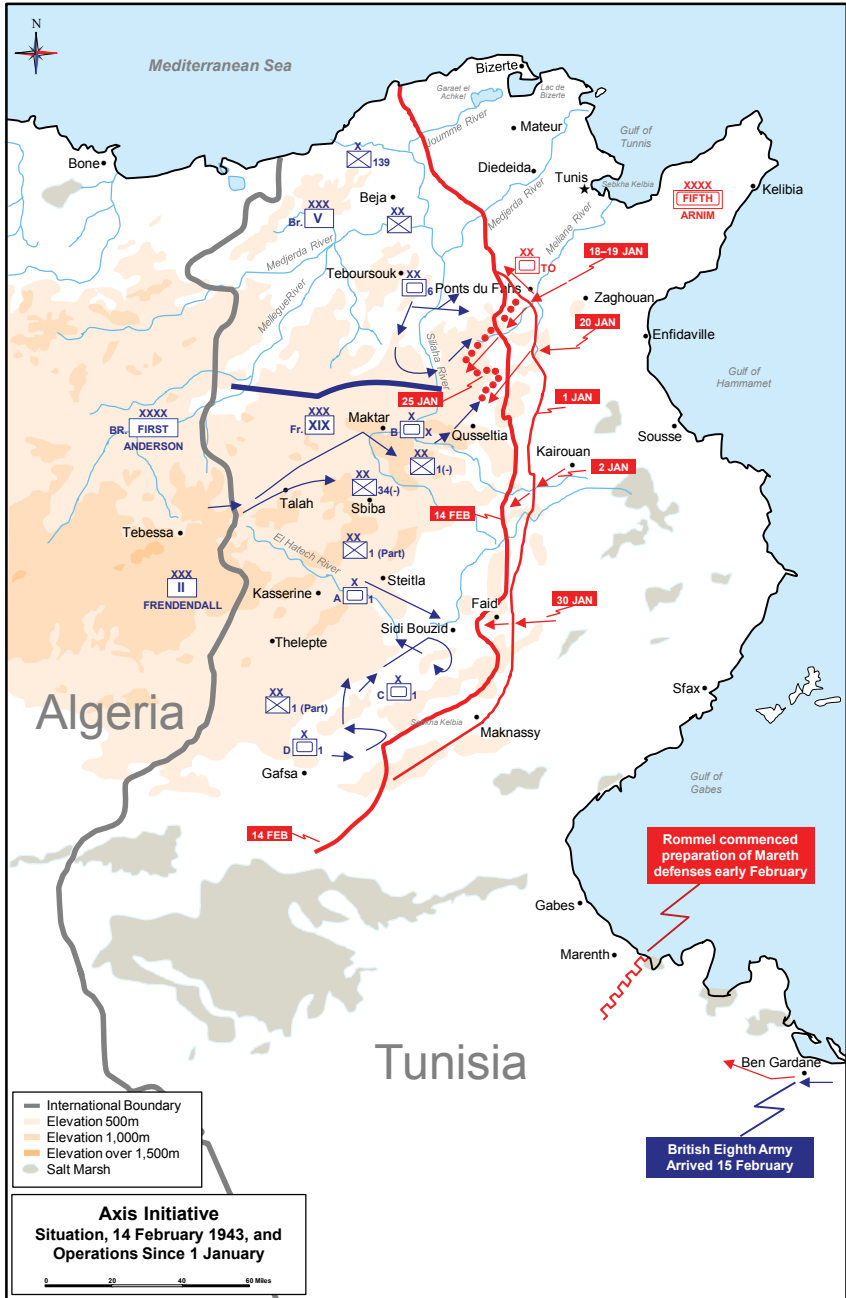 N
Mediterranean Sea
Bizerte
Garaet el
Achkel
Lac de
Bizerte
Joumme River
Mateur
Gulf of
Tunnis
Bone
X
139
Diedeida
Tunis
Sebkha Kelbia
XXXX
FIFTH
ARNIM
Kelibia
Beja
XXX
Br. V
XX
Medjerda River
Medjerda River
Meliane River
18–19 JAN
XX
TO
Teboursouk
XX
6
Ponts du Fahs
Zaghouan
MellegueRiver
20 JAN
Siliaha River
Enfidaville
Gulf of
Hammamet
25 JAN
1 JAN
XXXX
BR. FIRST
ANDERSON
XXX
Fr. XIX
Maktar
X
B X
Qusseltia
Sousse
XX
1(-)
Kairouan
2 JAN
XX
34(-)
Talah
Sbiba
14 FEB
Tebessa
El Hatech River
XX
1 (Part)
XXX
II
FRENDENDALL
Steitla
Kasserine
X
A 1
Faid
30 JAN
Sidi Bouzid
Thelepte
X
C 1
Sfax
XX
1 (Part)
Algeria
Sebkha Kelbia
Maknassy
X
D 1
Gafsa
Gulf of
Gabes
14 FEB
Rommel commenced
preparation of Mareth
defenses early February
Gabes
Marenth
Tunisia
Ben Gardane
British Eighth Army
Arrived 15 February
International Boundary
Elevation 500m
Elevation 1,000m
Elevation over 1,500m
Salt Marsh
Axis Initiative
Situation, 14 February 1943, and
Operations Since 1 January
0 20 40 60 Miles